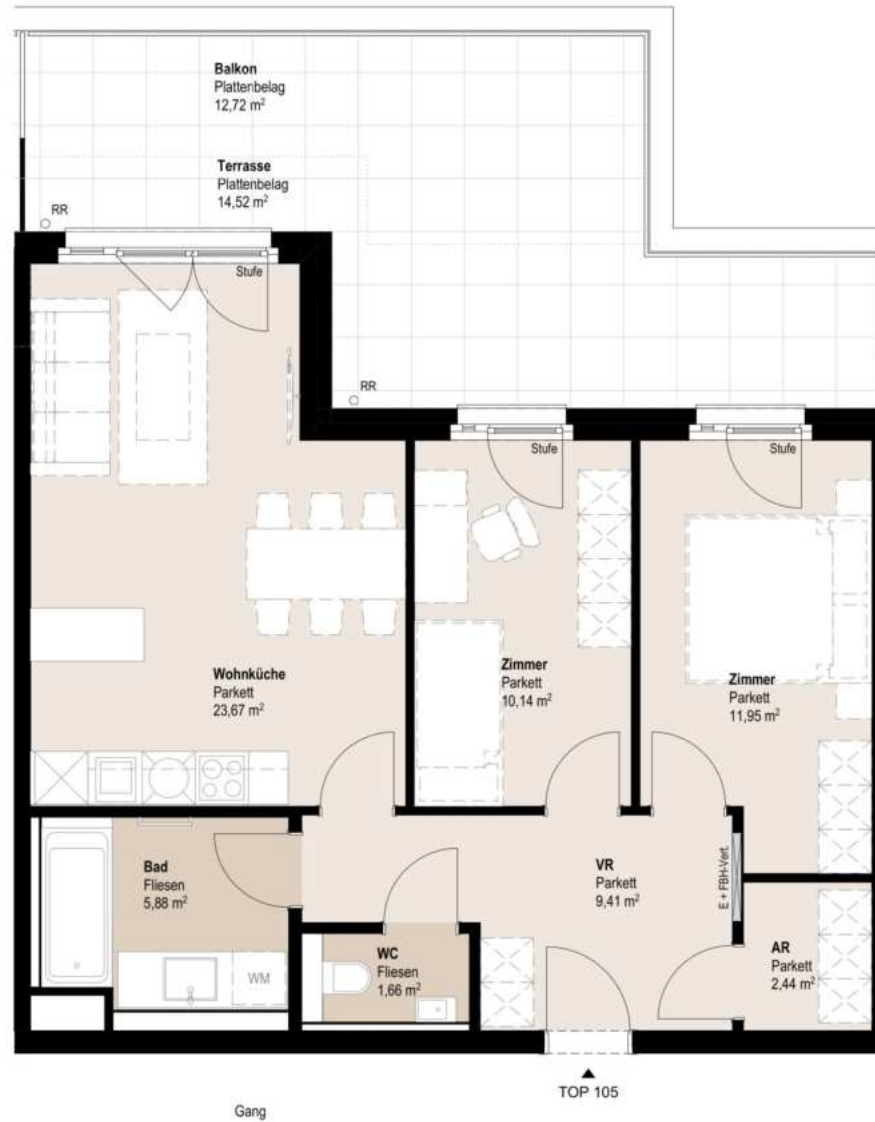 Balkon
Plattenbelag
12,72 m²
Terrasse
Plattenbelag
14,52 m²
RR
Stufe
RR
Stufe
Stufe
Wohnküche
Parkett
23,67 m²
Zimmer
Parkett
10,14 m²
Zimmer
Parkett
11,95 m²
Bad
Fliesen
5,88 m²
VR
Parkett
9,41 m²
E + FBH-Vert.
WC
Fliesen
1,66 m²
AR
Parkett
2,44 m²
WM
TOP 105
Gang